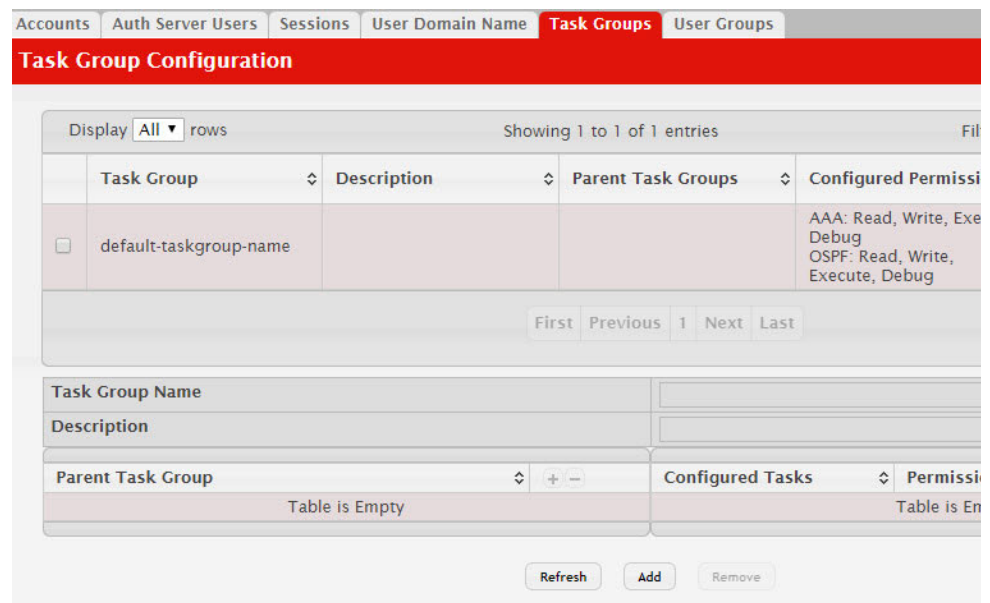 Accounts Auth Server Users Sessions User Domain Name Task Groups User Groups
Task Group Configuration
Display All rows Showing 1 to 1 of 1 entries
Task Group Description Parent Task Groups Configured
default-taskgroup-name
AAA: Read, Write,
Debug
OSPF: Read, Write,
Execute, Debug
First Previous 1 Next Last
Task Group Name
Description
Parent Task Group + − Configured Tasks
Table is Empty Table is
Refresh Add Remove